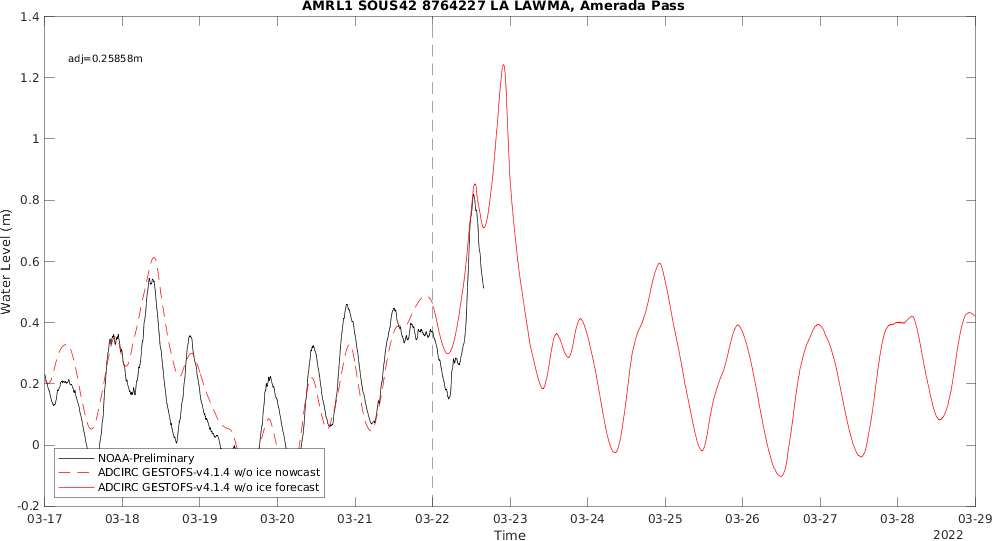 AMRL1 SOUS42 8764227 LA LAWMA, Amerada Pass
1.4
adj=0.25858m
1.2
1
0.8
0.6
0.4
0.2
0
-0.2
Water Level (m)
NOAA-Preliminary
ADCIRC GESTOFS-v4.1.4 w/o ice nowcast
ADCIRC GESTOFS-v4.1.4 w/o ice forecast
03-17 03-18 03-19 03-20 03-21 03-22 03-23 03-24 03-25 03-26 03-27 03-28 03-29
Time
2022